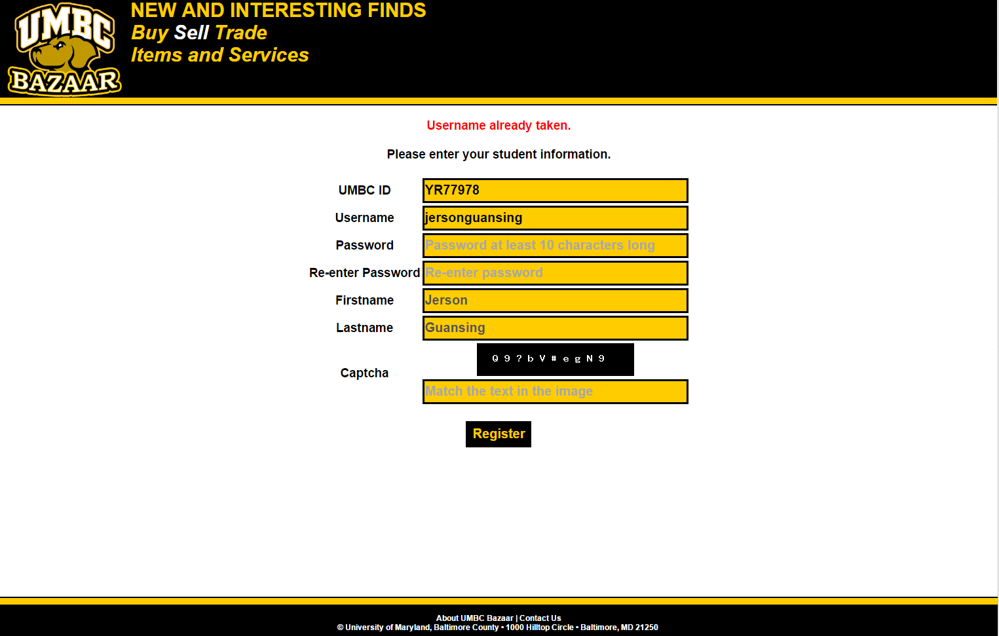 UMBC
BAZAAR
NEW AND INTERESTING FINDS
Buy Sell Trade
Items and Services
Username already taken.
Please enter your student information.
UMBC ID YR77978
Username jersonguansing
Password Password at least 10 characters long
Re-enter Password Re-enter password
Firstname Jerson
Lastname Guansing
Q9?bV#egN9
Captcha
Match the text in the image
Register
About UMBC Bazaar | Contact Us
© University of Maryland, Baltimore County • 1000 Hilltop Circle • Baltimore, MD 21250